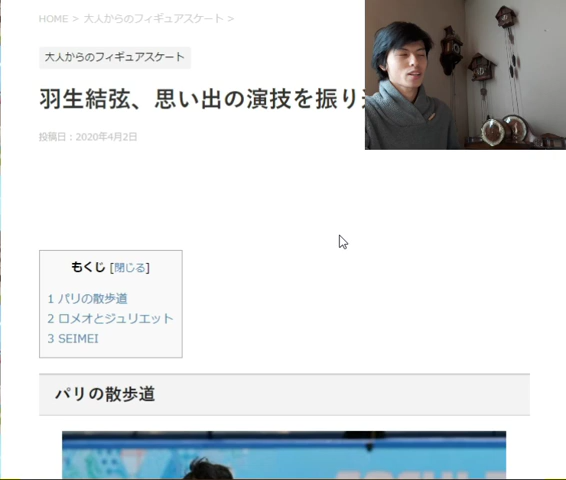 HOME > 大人からのフィギュアスケート >
大人からのフィギュアスケート
羽生結弦、思い出の演技を振り
投稿日：2020年4月2日
もくじ [閉じる]
1 パリの散歩道
2 ロメオとジュリエット
3 SEIMEI
パリの散歩道